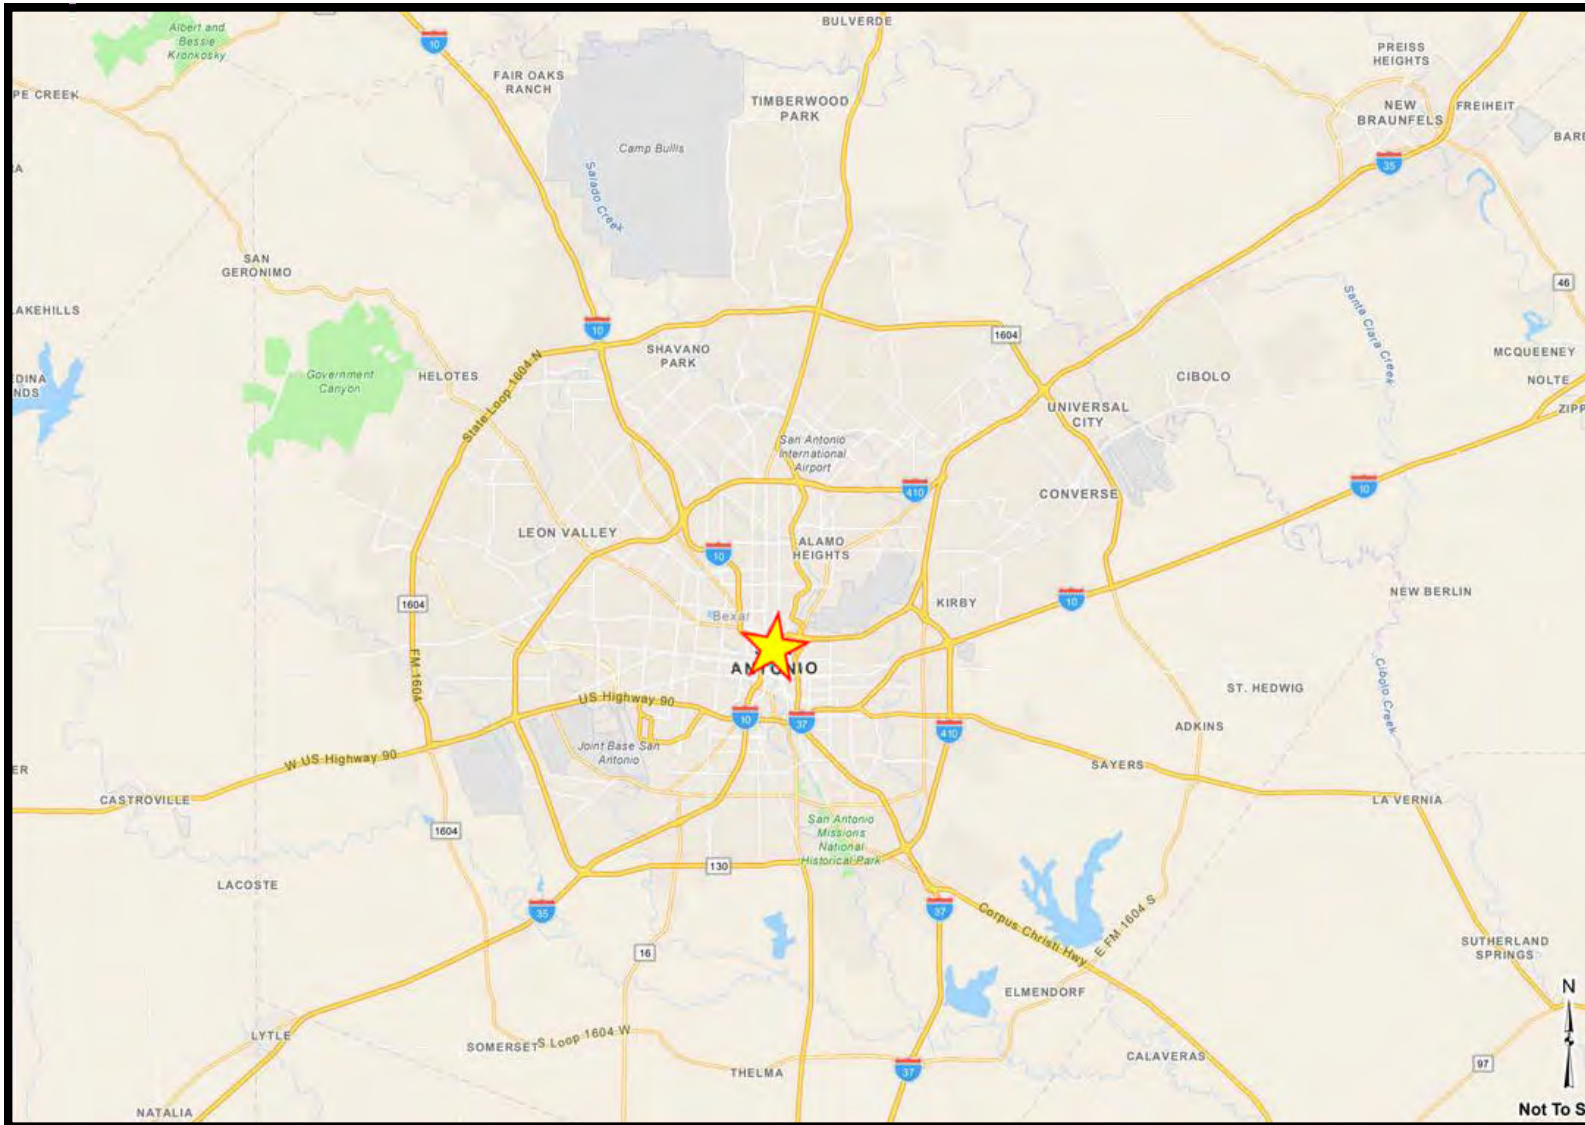 Albert and
Bessie
Kronkosky
10
BULVERDE
FAIR OAKS
RANCH
PREISS
HEIGHTS
PE CREEK
TIMBERWOOD
PARK
NEW
BRAUNFELS
FREIHEIT
Camp Bullis
35
Salado Creek
SAN
GERONIMO
46
Santa Clara Creek
AKEHILLS
10
1604
SHAVANO
PARK
MCQUEENEY
Government
Canyon
HELOTES
CIBOLO
NOLTE
State Loop 1604 N
UNIVERSAL
CITY
San Antonio
International
Airport
410
CONVERSE
10
LEON VALLEY
10
ALAMO
HEIGHTS
1604
Bexar
KIRBY
10
NEW BERLIN
ANTONIO
FM 1604
US Highway 90
ST. HEDWIG
Cibolo Creek
10
37
410
ADKINS
W US Highway 90
Joint Base San
Antonio
SAYERS
CASTROVILLE
LA VERNIA
1604
San Antonio
Missions
National
Historical Park
130
LACOSTE
35
37
Corpus Christi Hwy
E FM 1604 S
16
SUTHERLAND
SPRINGS
ELMENDORF
N
LYTLE
SOMERSET
S Loop 1604 W
THELMA
37
CALAVERAS
97
NATALIA
Not To S